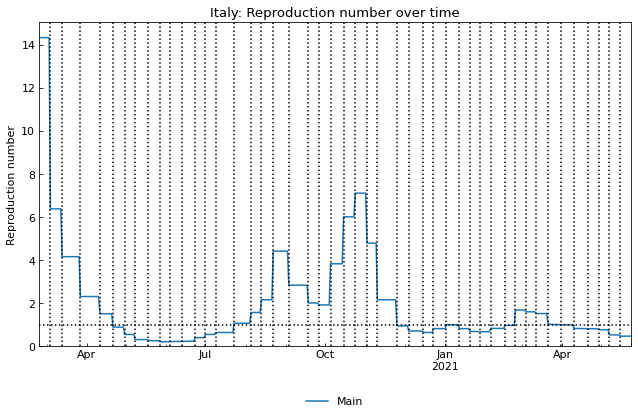 Italy: Reproduction number over time
Reproduction number
14
12
10
8
6
4
2
0
Apr
Jul
Oct
Jan
2021
Apr
Main